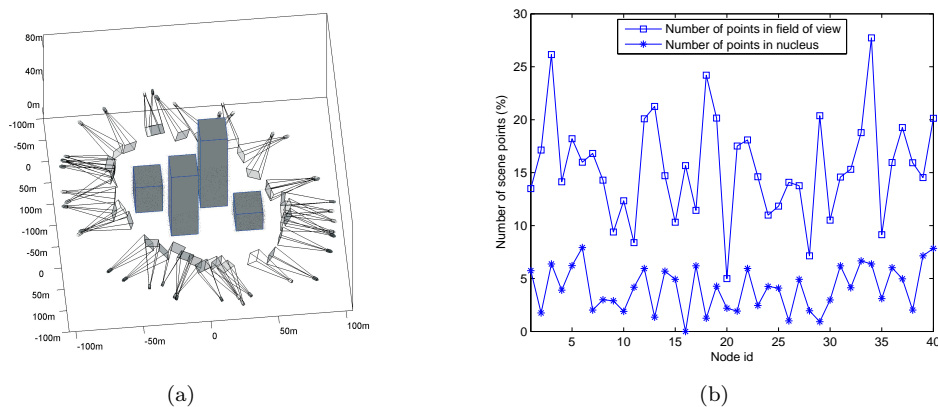 80m
40m
0m
-100m
-50m
0
50m
100m
-100m
-50m
0
50m
100m
-100m
-50m
0
50m
100m
(a)
30
25
20
15
10
5
0
Number of scene points (%)
Number of points in field of view
Number of points in nucleus
5
10
15
20
25
30
35
40
Node id
(b)